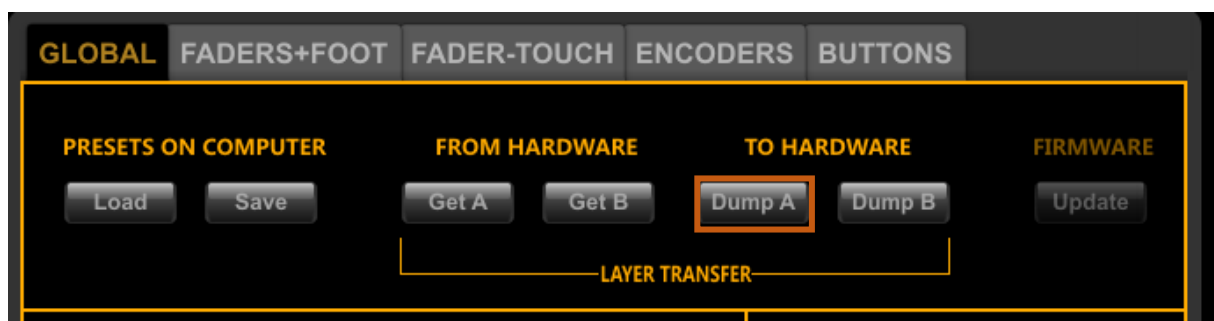 GLOBAL FADERS+FOOT FADER-TOUCH ENCODERS BUTTONS
PRESETS ON COMPUTER FROM HARDWARE TO HARDWARE FIRMWARE
Load Save Get A Get B Dump A Dump B Update
LAYER TRANSFER